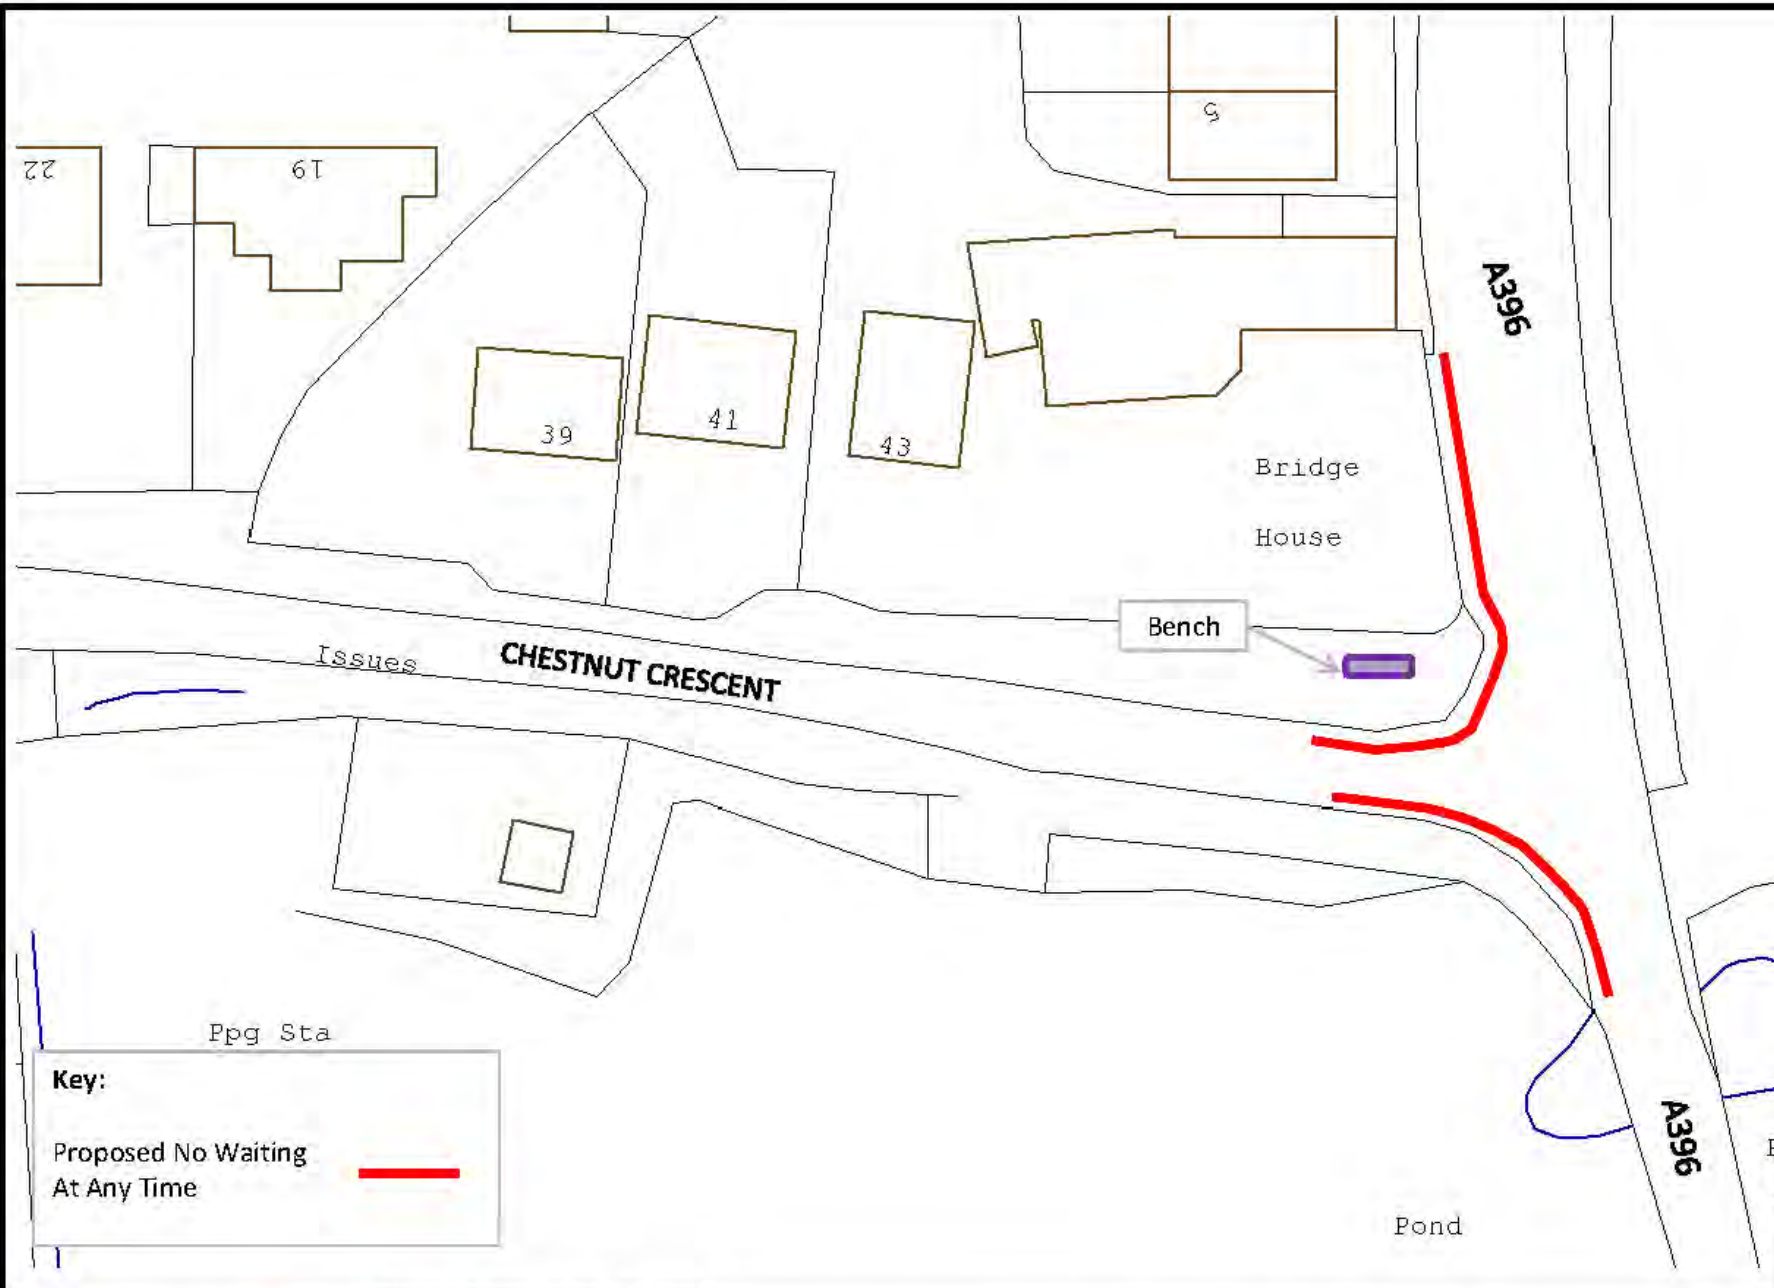 5
22
19
A396
39
41
43
Bridge
House
Bench
Issues
CHESTNUT CRESCENT
Ppg Sta
Key:
Proposed No Waiting
At Any Time
A396
Pond